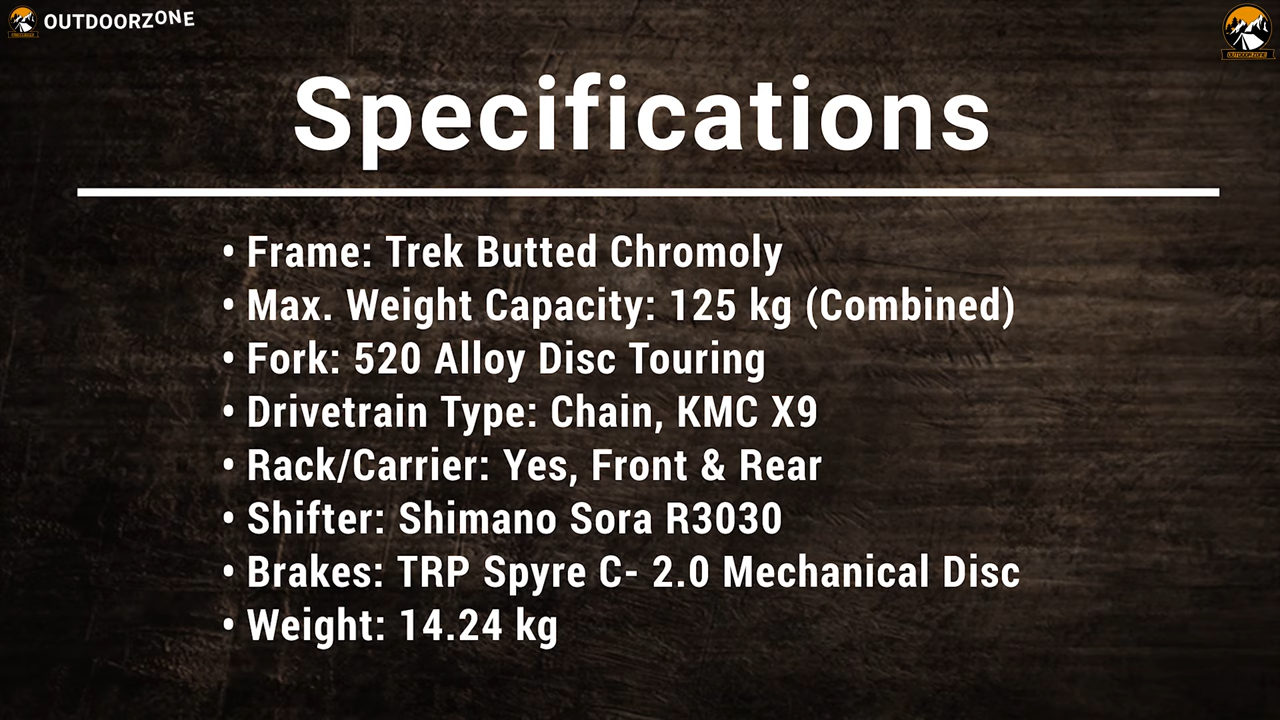 OUTDOORZONE
OUTDOORZONE
Specifications
• Frame: Trek Butted Chromoly
• Max. Weight Capacity: 125 kg (Combined)
• Fork: 520 Alloy Disc Touring
• Drivetrain Type: Chain, KMC X9
• Rack/Carrier: Yes, Front & Rear
• Shifter: Shimano Sora R3030
• Brakes: TRP Spyre C- 2.0 Mechanical Disc
• Weight: 14.24 kg